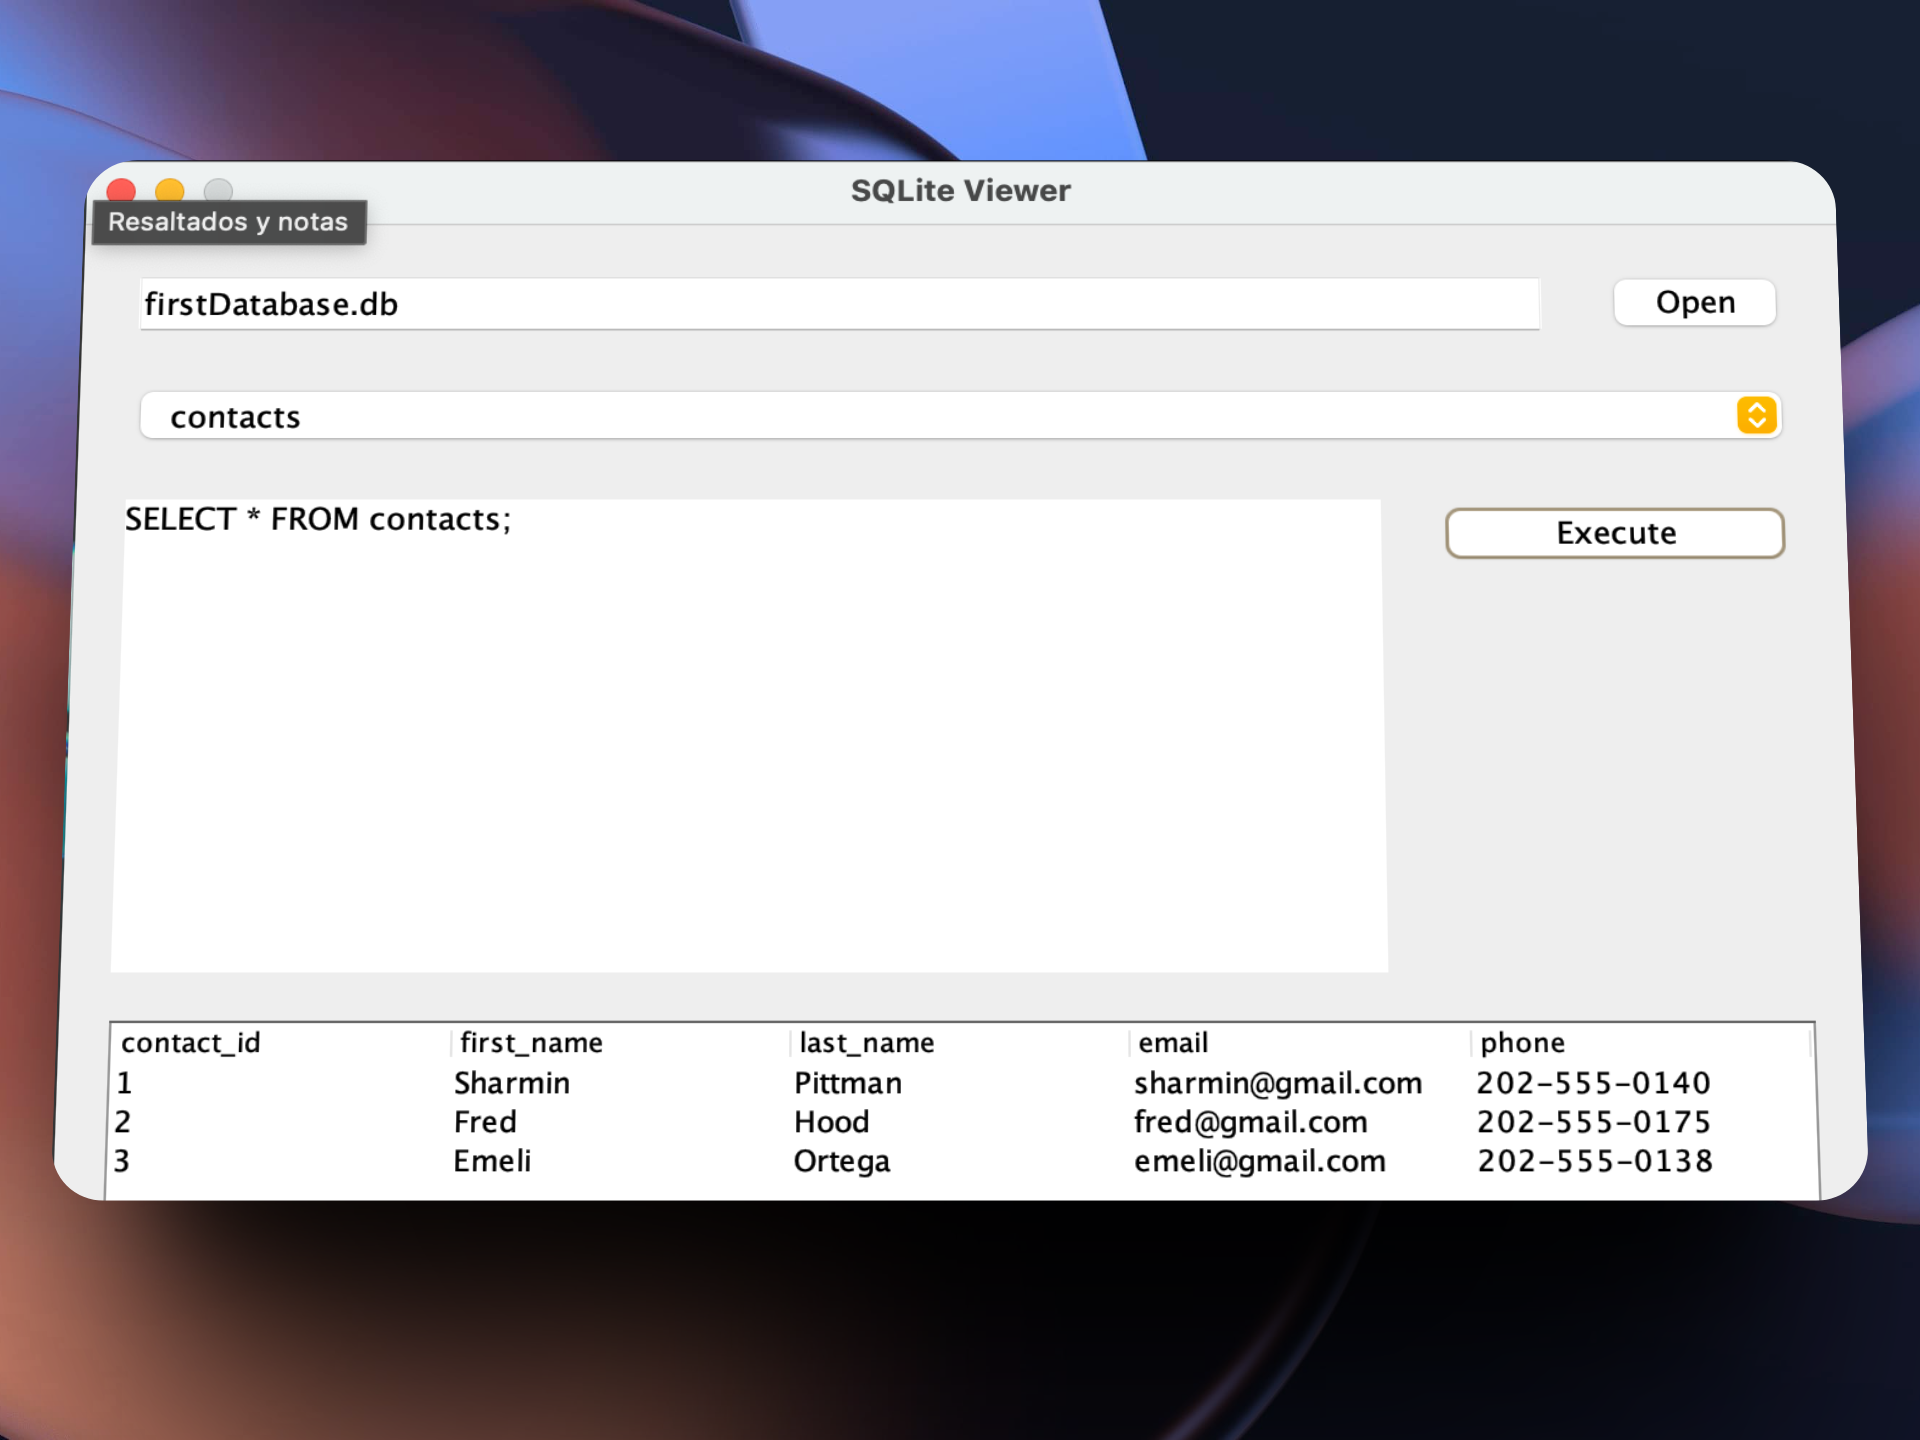 SQLite Viewer
Resaltados y notas
firstDatabase.db
Open
contacts
SELECT * FROM contacts;
Execute
contact_id first_name last_name email phone
1 Sharmin Pittman sharmin@gmail.com 202-555-0140
2 Fred Hood fred@gmail.com 202-555-0175
3 Emeli Ortega emeli@gmail.com 202-555-0138